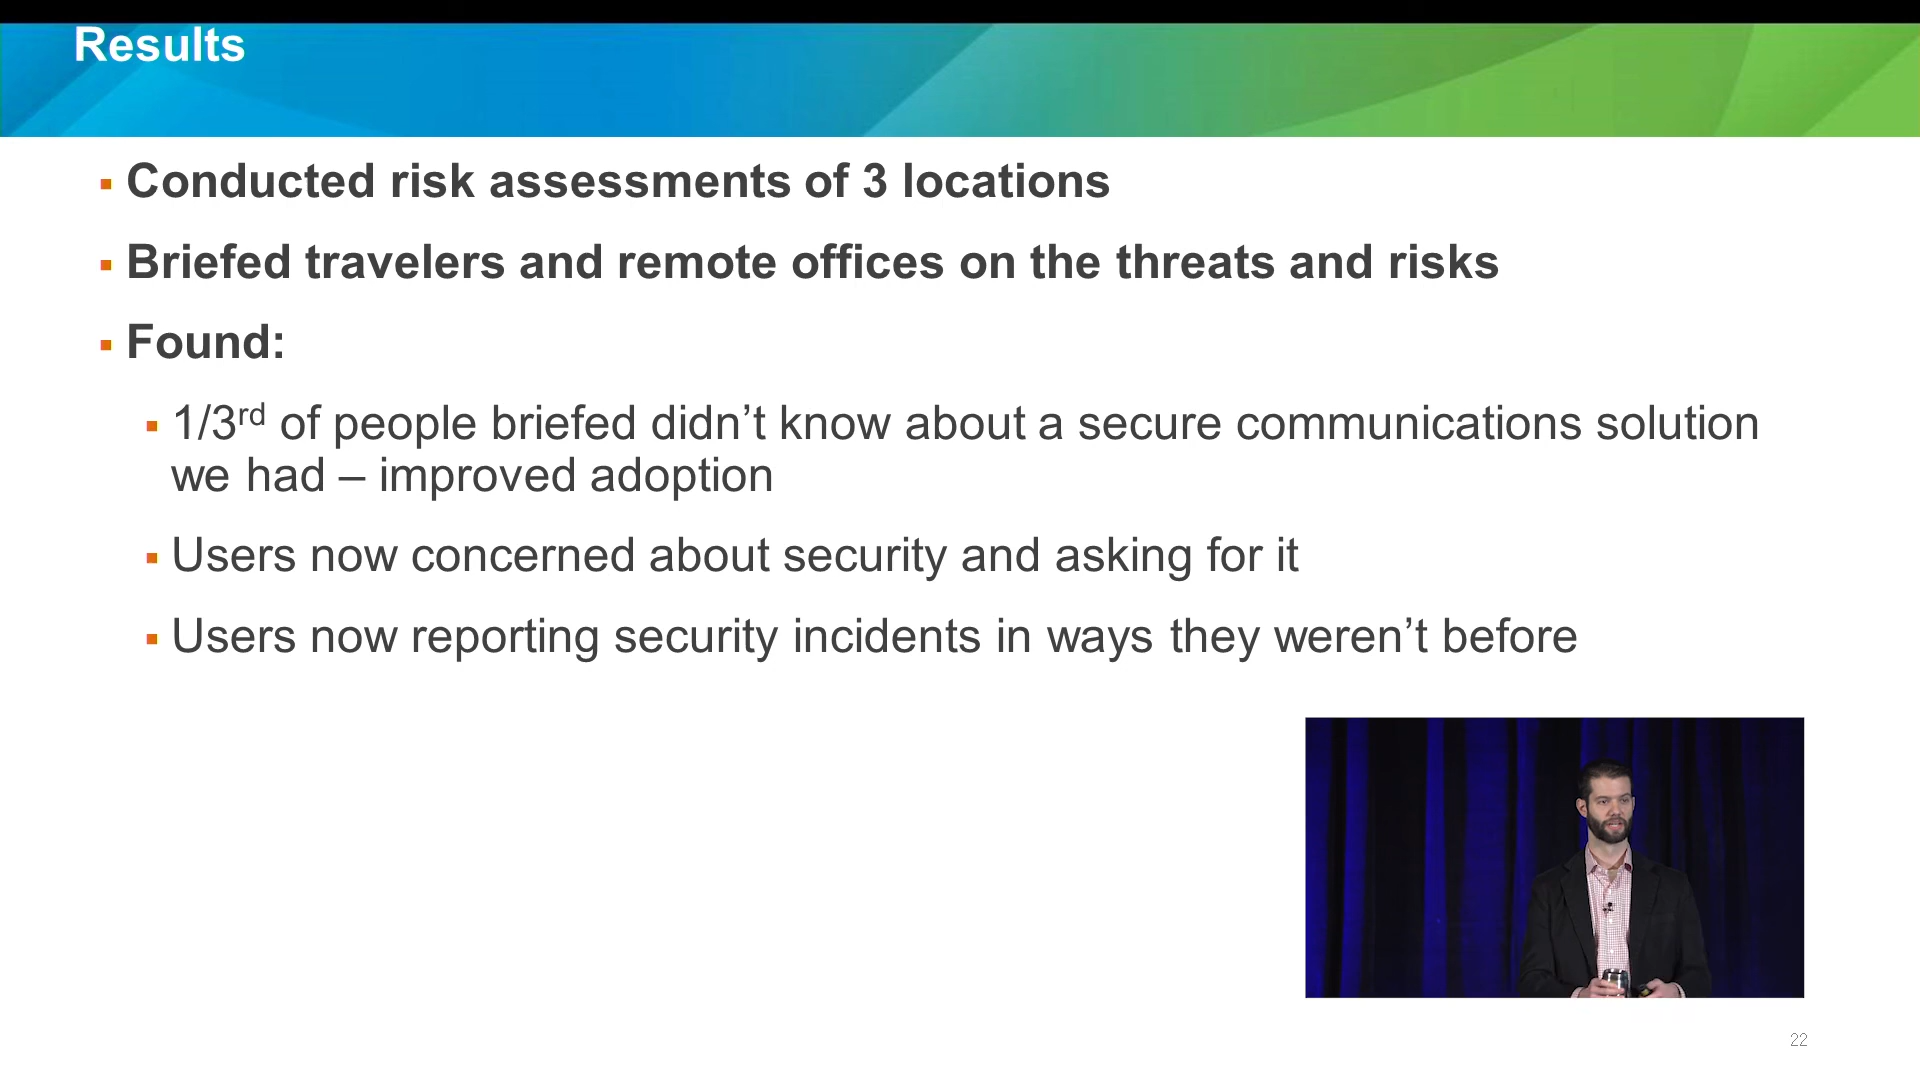 Results
▪ Conducted risk assessments of 3 locations
▪ Briefed travelers and remote offices on the threats and risks
▪ Found:
▪ 1/3rd of people briefed didn’t know about a secure communications solution
we had – improved adoption
▪ Users now concerned about security and asking for it
▪ Users now reporting security incidents in ways they weren’t before
22